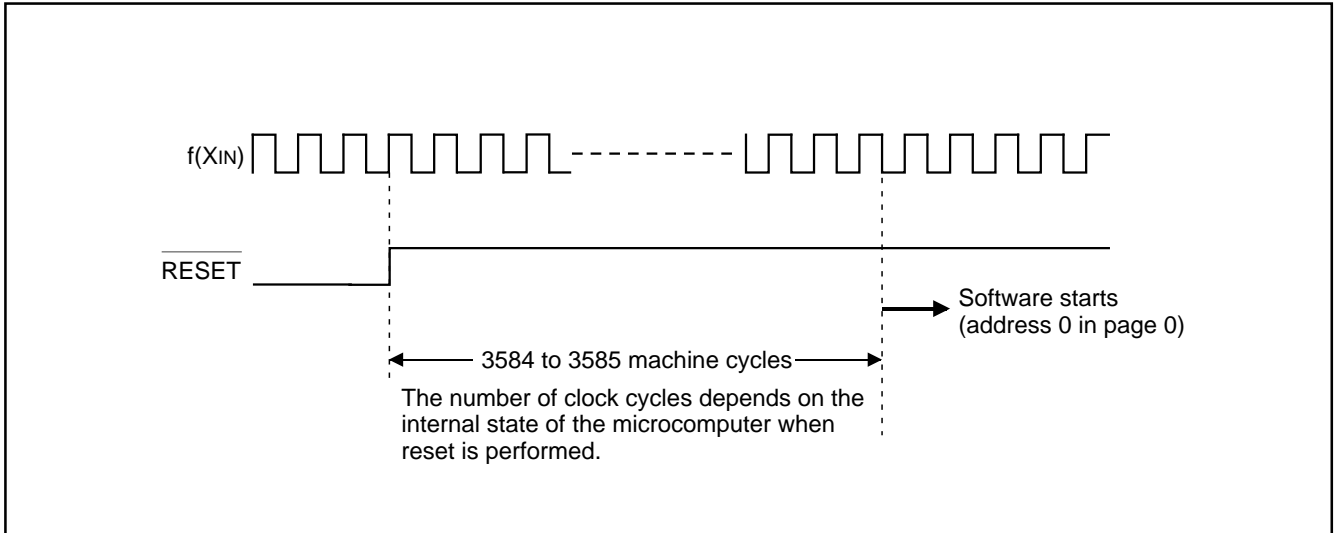 f(XIN)
RESET
Software starts
(address 0 in page 0)
3584 to 3585 machine cycles
The number of clock cycles depends on the
internal state of the microcomputer when
reset is performed.